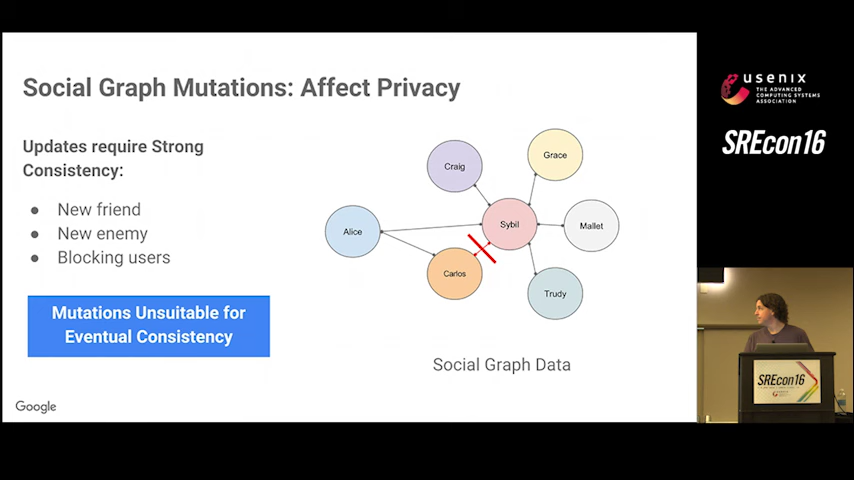 Social Graph Mutations: Affect Privacy
Updates require Strong
Consistency:
● New friend
● New enemy
● Blocking users
Mutations Unsuitable for
Eventual Consistency
Craig
Grace
Alice
Sybil
Mallet
Carlos
Trudy
Social Graph Data
Google
usenix
THE ADVANCED
COMPUTING SYSTEMS
ASSOCIATION
SREcon16
SREcon16